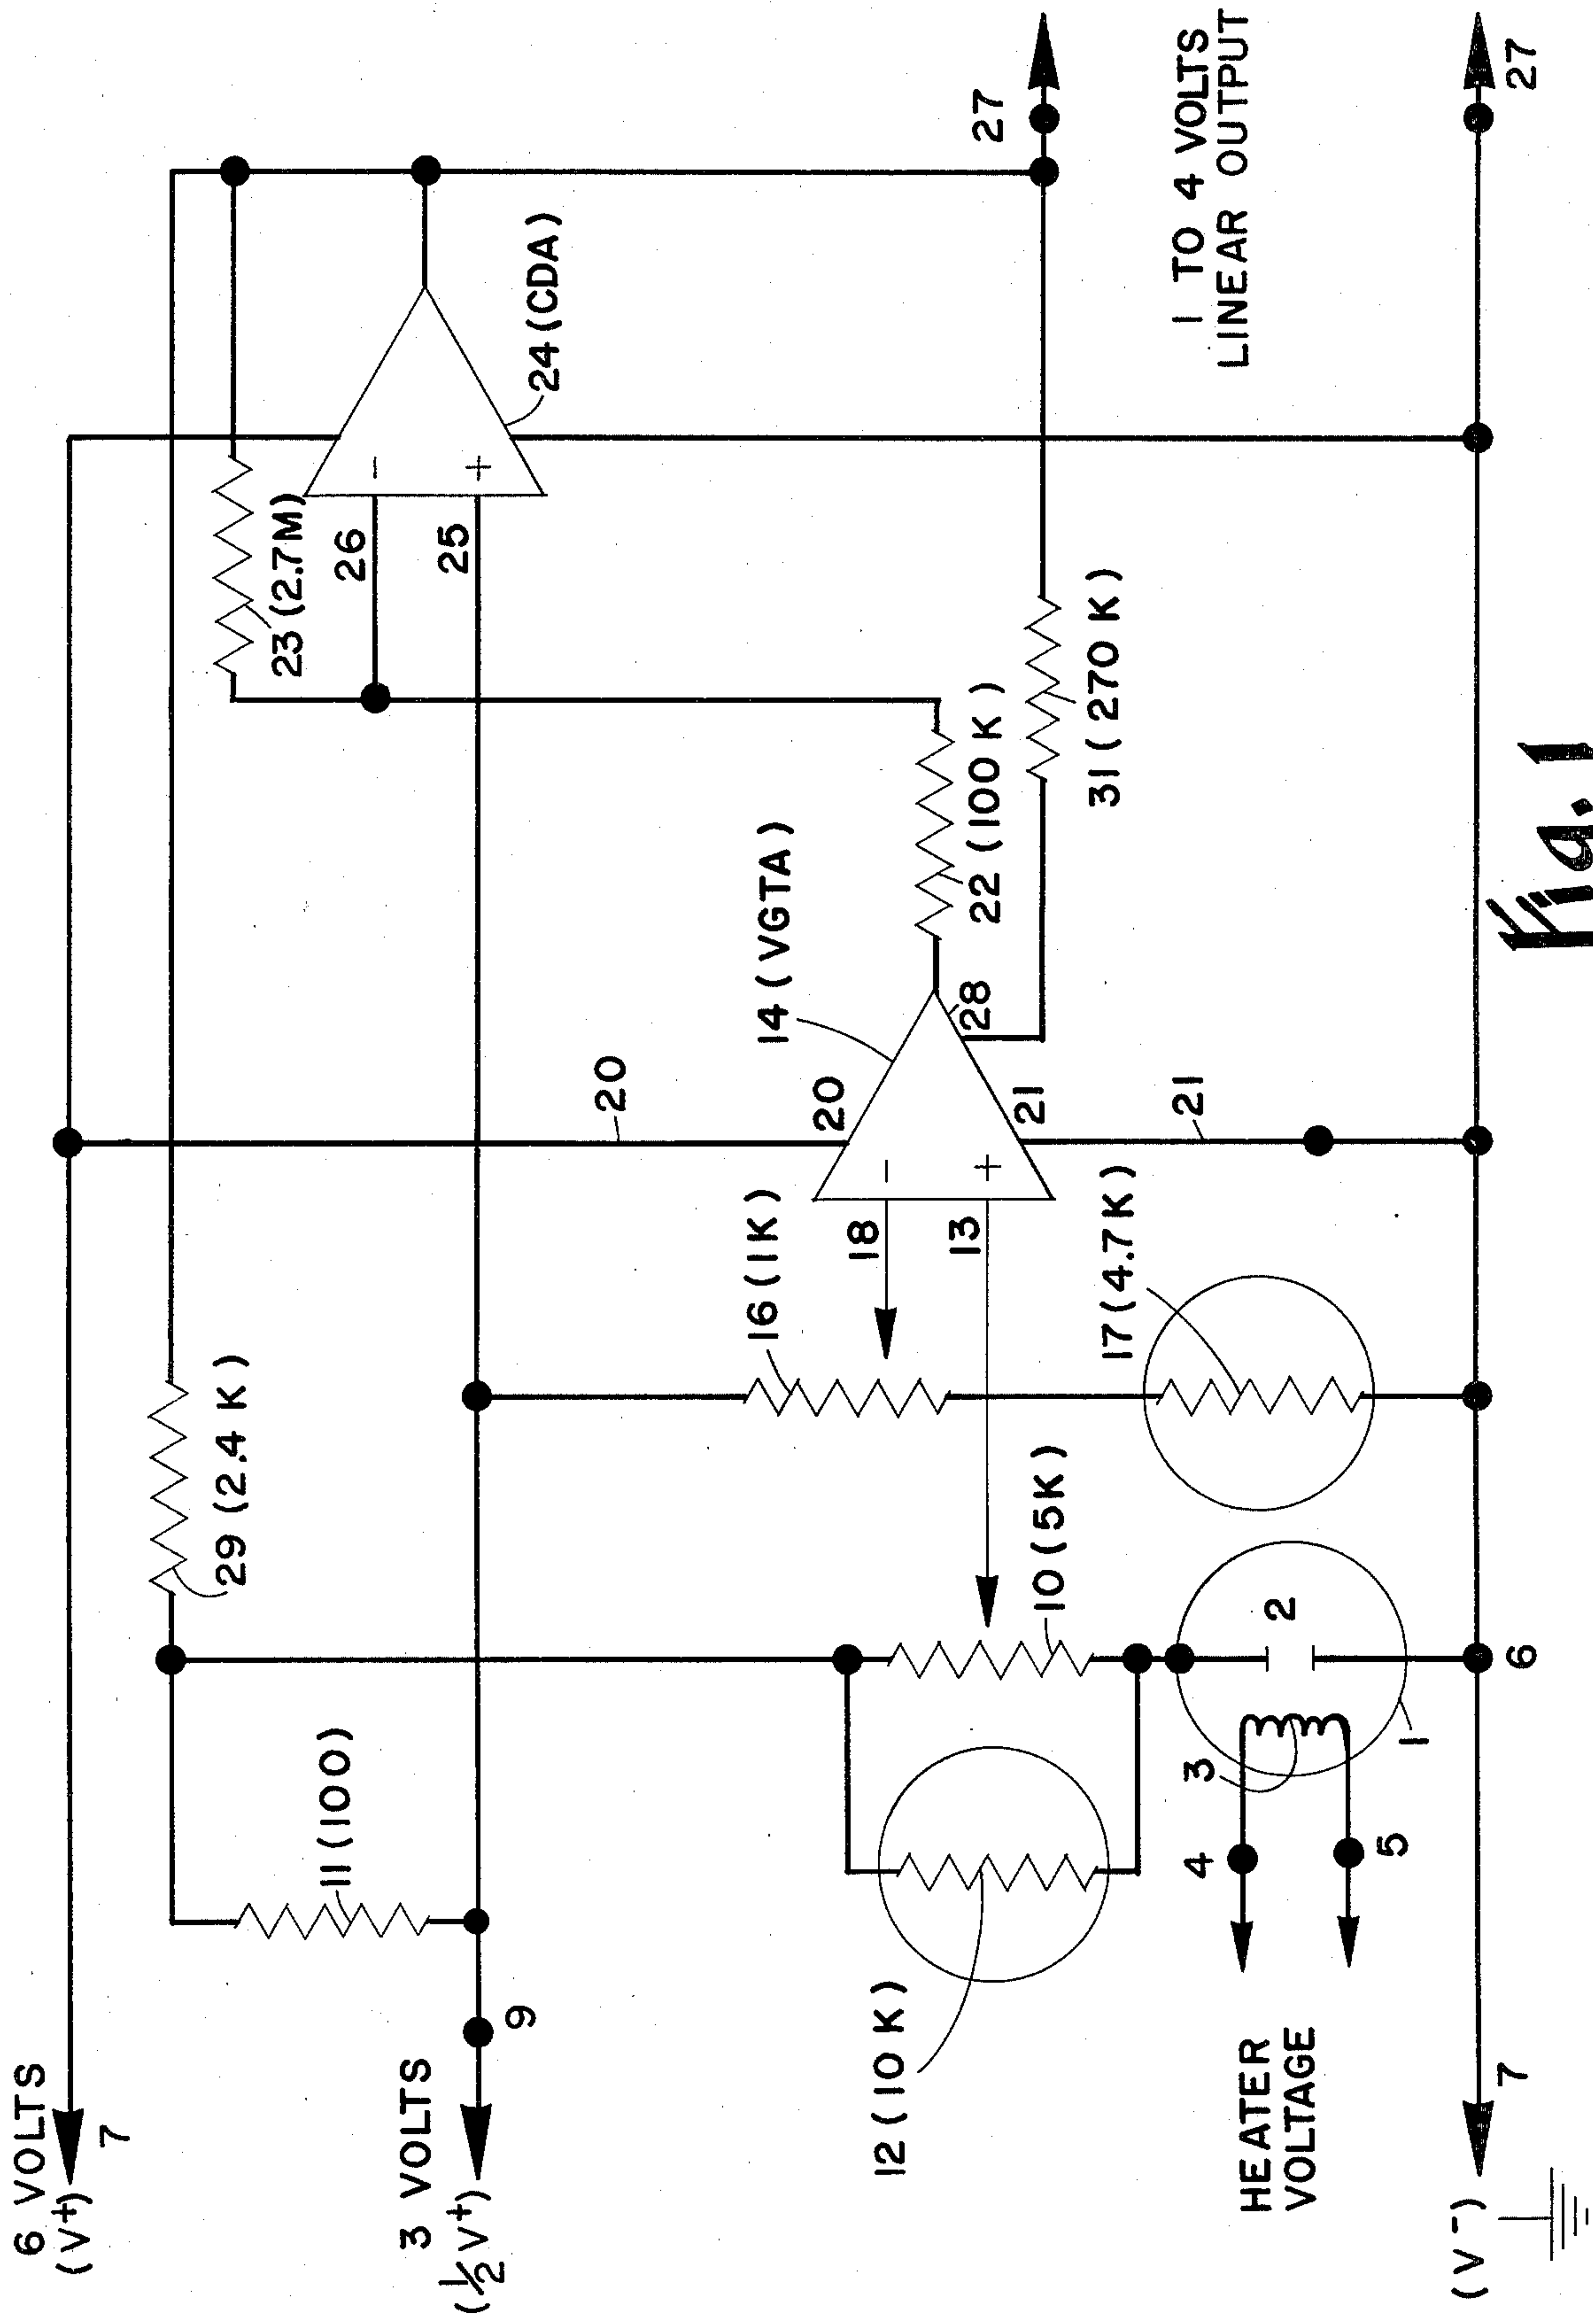 6 VOLTS
(V+)
7
3 VOLTS
(1/2 V+)
9
11 (100)
29 (2.4 K)
20
23 (2.7M)
26
25
-
+
24 (CDA)
27
1 TO 4 VOLTS
LINEAR OUTPUT
27
14 (VGTA)
20
18
-
13
+
21
28
22 (100 K)
31 (270 K)
21
16 (1K)
17 (4.7K)
10 (5K)
12 (10 K)
HEATER
VOLTAGE
4
5
3
2
1
6
(V-)
7
Fig. 1